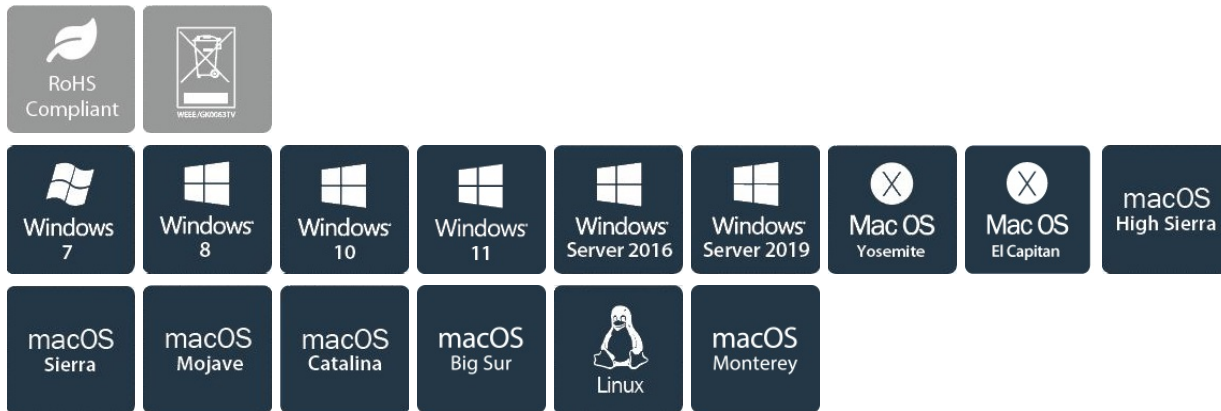 RoHS
Compliant
WEEE/GK0063TV
Windows
7
Windows
8
Windows
10
Windows
11
Windows
Server 2016
Windows
Server 2019
X
Mac OS
Yosemite
X
Mac OS
El Capitan
macOS
High Sierra
macOS
Sierra
macOS
Mojave
macOS
Catalina
macOS
Big Sur
Linux
macOS
Monterey